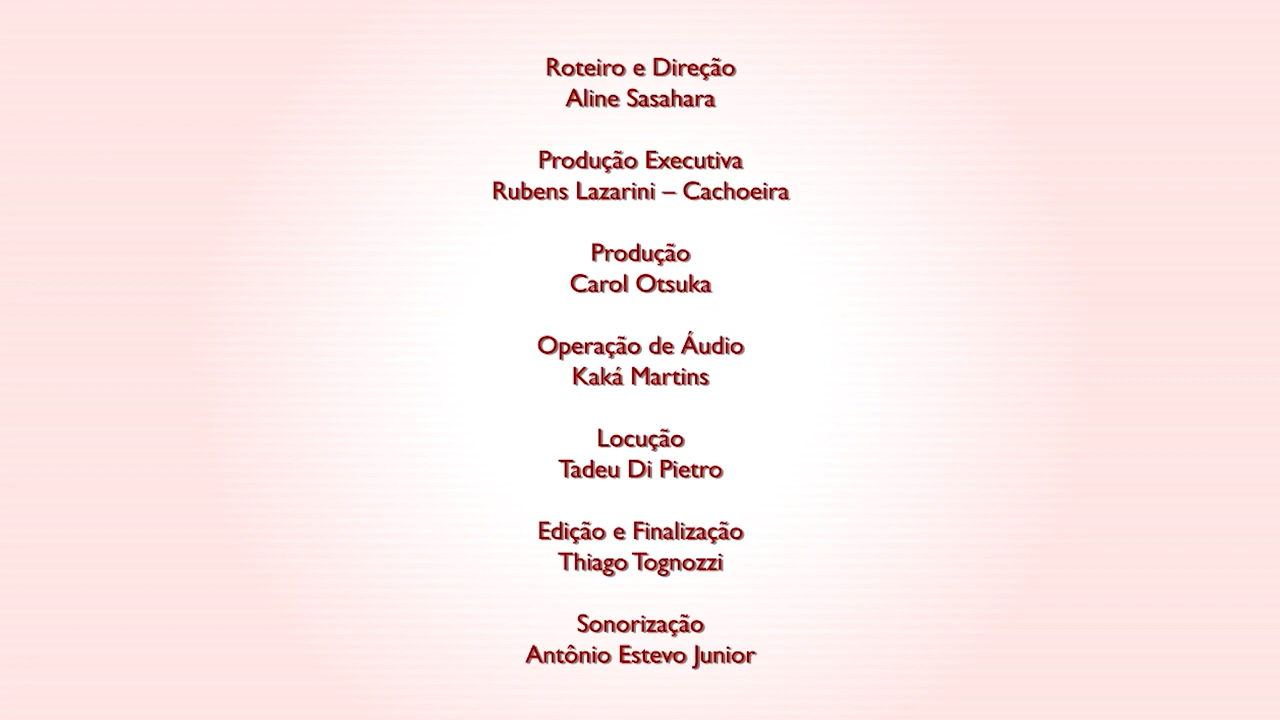 Roteiro e Direção
Aline Sasahara
Produção Executiva
Rubens Lazarini – Cachoeira
Produção
Carol Otsuka
Operação de Áudio
Kaká Martins
Locução
Tadeu Di Pietro
Edição e Finalização
Thiago Tognozzi
Sonorização
Antônio Estevo Junior